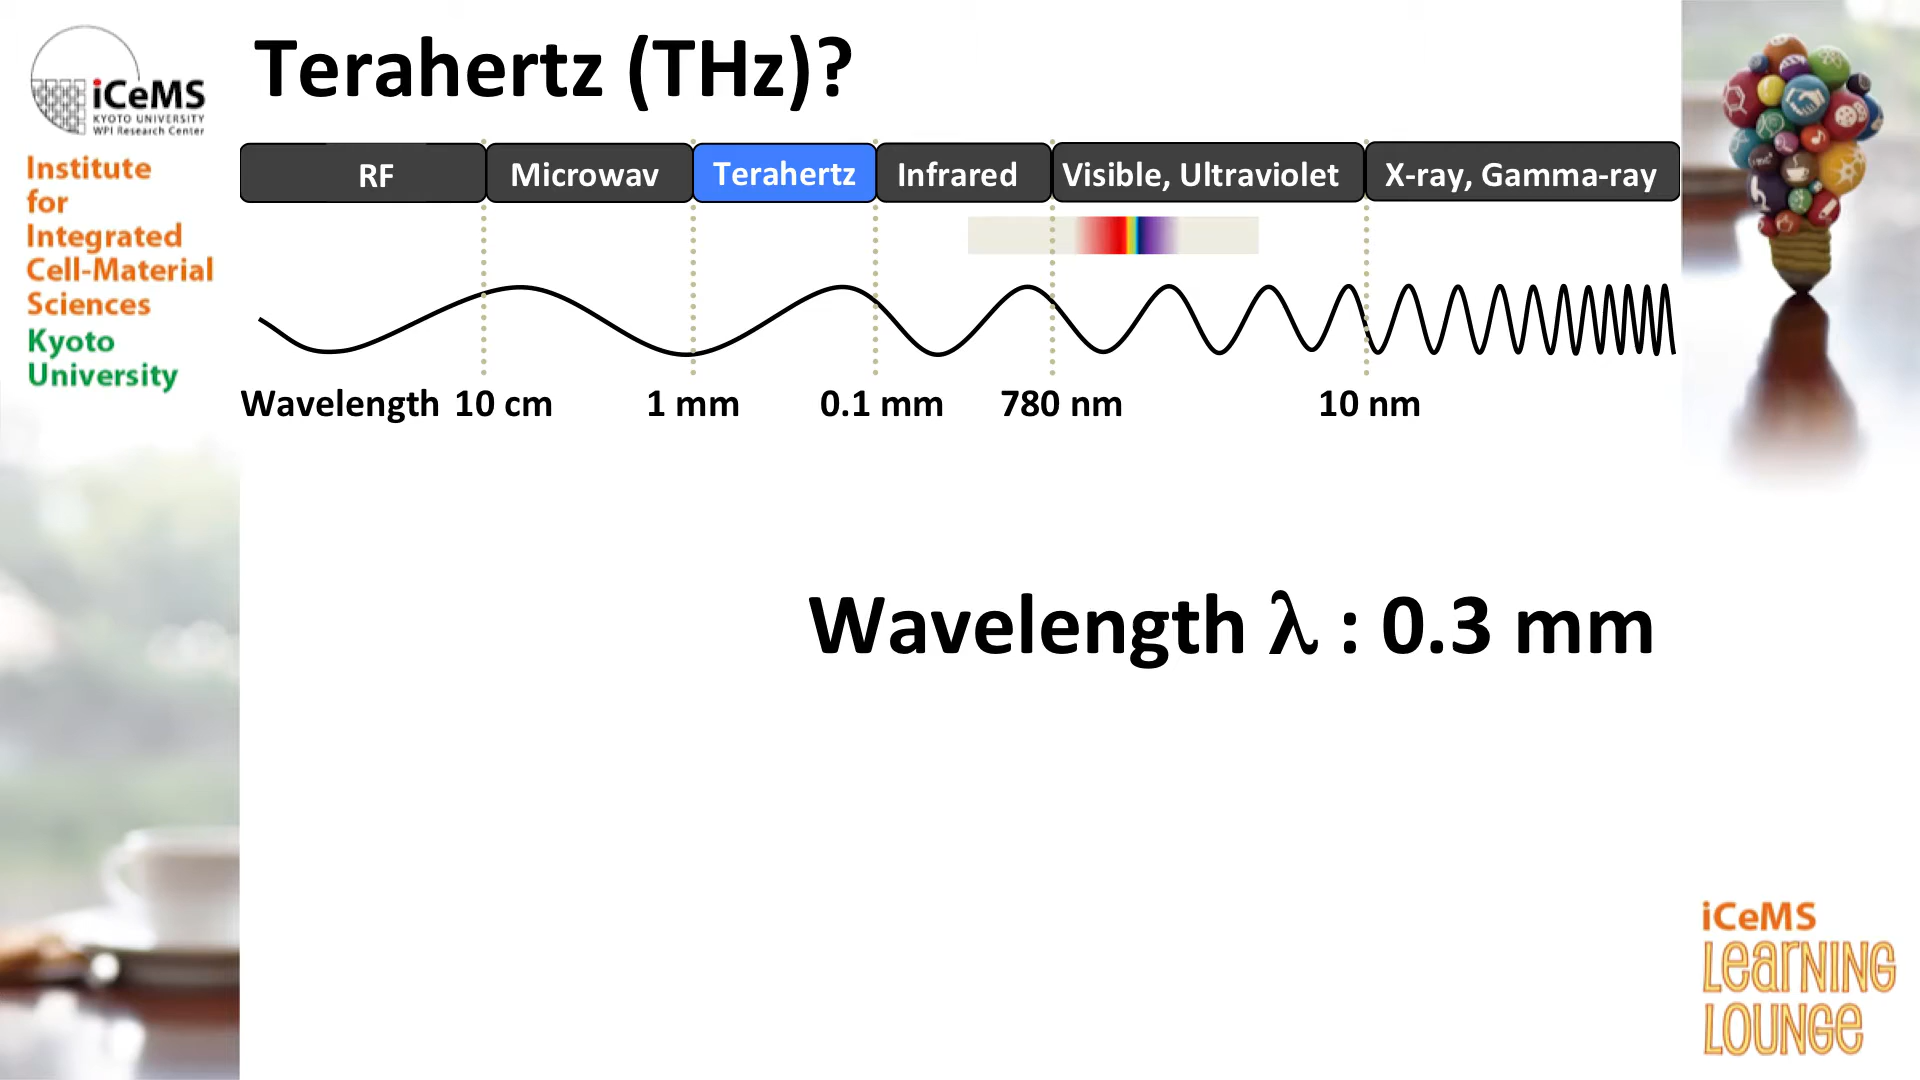 Terahertz (THz)?
iCeMS
KYOTO UNIVERSITY
WPI Research Center
Institute
for
Integrated
Cell-Material
Sciences
Kyoto
University
RF Microwav Terahertz Infrared Visible, Ultraviolet X-ray, Gamma-ray
Wavelength 10 cm 1 mm 0.1 mm 780 nm 10 nm
Wavelength λ : 0.3 mm
iCeMS
LearNING
LOUNGe